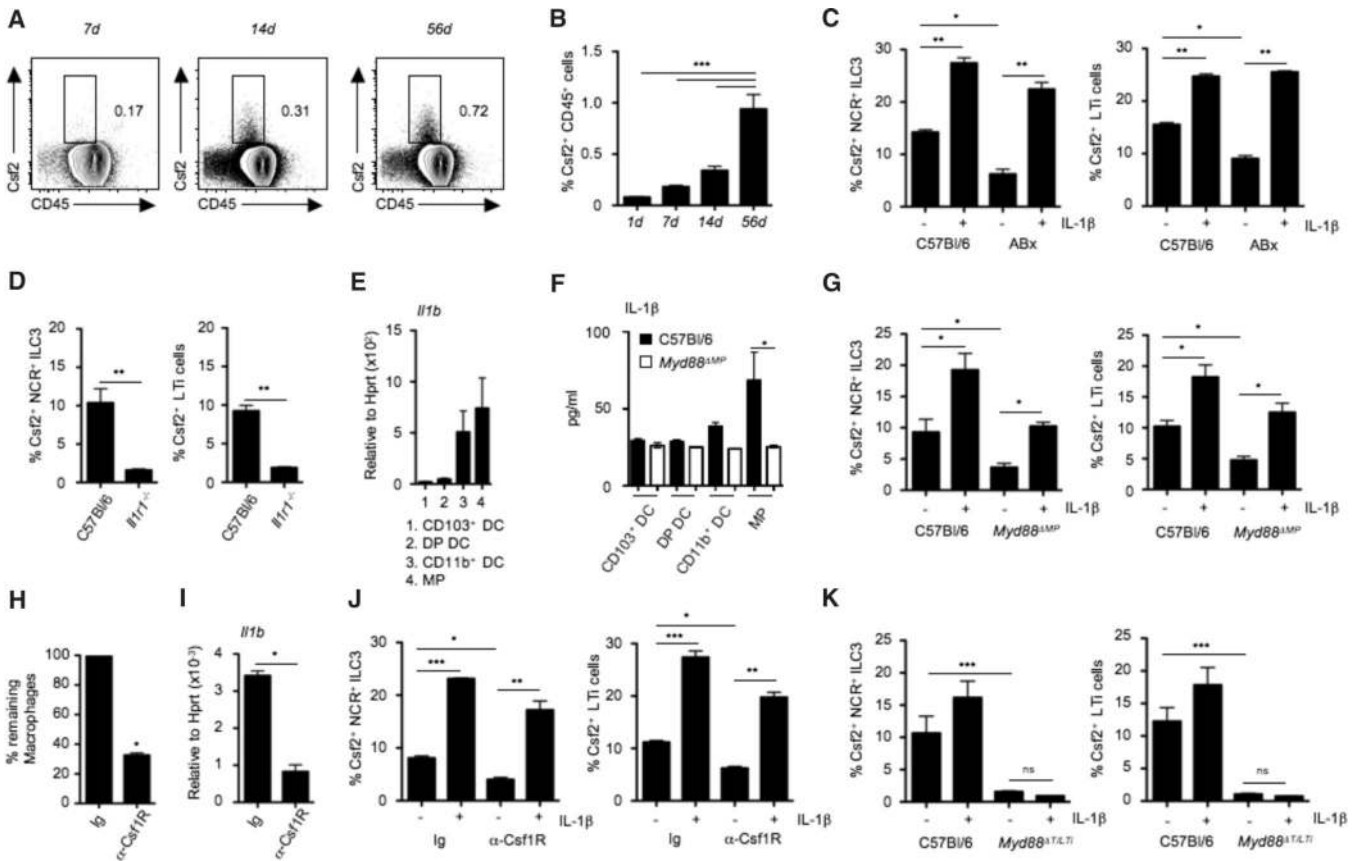 A
7d
14d
56d
Csf2
0.17
Csf2
0.31
Csf2
0.72
CD45
CD45
CD45
B
% Csf2⁺ CD45⁺ cells
1.5
1.0
0.5
0
***
1d 7d 14d 56d
C
% Csf2⁺ NCR⁺ ILC3
30
20
10
0
*
**
**
- + - + IL-1β
C57Bl/6 ABx
% Csf2⁺ LTi cells
30
25
20
15
10
5
0
*
**
**
- + - + IL-1β
C57Bl/6 ABx
D
% Csf2⁺ NCR⁺ ILC3
20
15
10
5
0
**
C57Bl/6
Il1r1⁻/⁻
% Csf2⁺ LTi cells
20
15
10
5
0
**
C57Bl/6
Il1r1⁻/⁻
E
Il1b
Relative to Hprt (x10²)
15
10
5
0
1 2 3 4
1. CD103⁺ DC
2. DP DC
3. CD11b⁺ DC
4. MP
F
IL-1β
C57Bl/6
Myd88ΔMP
pg/ml
100
50
0
*
CD103⁺ DC
DP DC
CD11b⁺ DC
MP
G
% Csf2⁺ NCR⁺ ILC3
25
20
15
10
5
0
*
*
*
- + - + IL-1β
C57Bl/6 Myd88ΔMP
% Csf2⁺ LTi cells
25
20
15
10
5
0
*
*
*
- + - + IL-1β
C57Bl/6 Myd88ΔMP
H
% remaining
Macrophages
100
80
60
40
20
0
*
Ig
α-Csf1R
I
Il1b
Relative to Hprt (x10⁻³)
4
3
2
1
0
*
Ig
α-Csf1R
J
% Csf2⁺ NCR⁺ ILC3
30
20
10
0
*
***
**
- + - +
Ig α-Csf1R
% Csf2⁺ LTi cells
30
20
10
0
*
***
**
- + - + IL-1β
Ig α-Csf1R
K
% Csf2⁺ NCR⁺ ILC3
25
20
15
10
5
0
***
ns
- + - + IL-1β
C57Bl/6 Myd88ΔT/LTi
% Csf2⁺ LTi cells
25
20
15
10
5
0
***
ns
- + - + IL-1β
C57Bl/6 Myd88ΔT/LTi